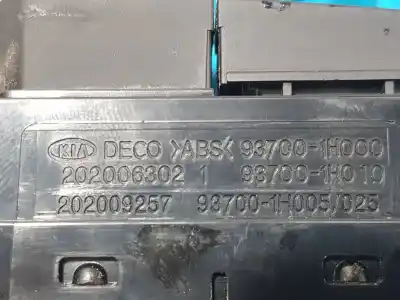 KIA DECO >ABS< 93700-1H000
202006302 1 93700-1H010
202009257 93700-1H005/025